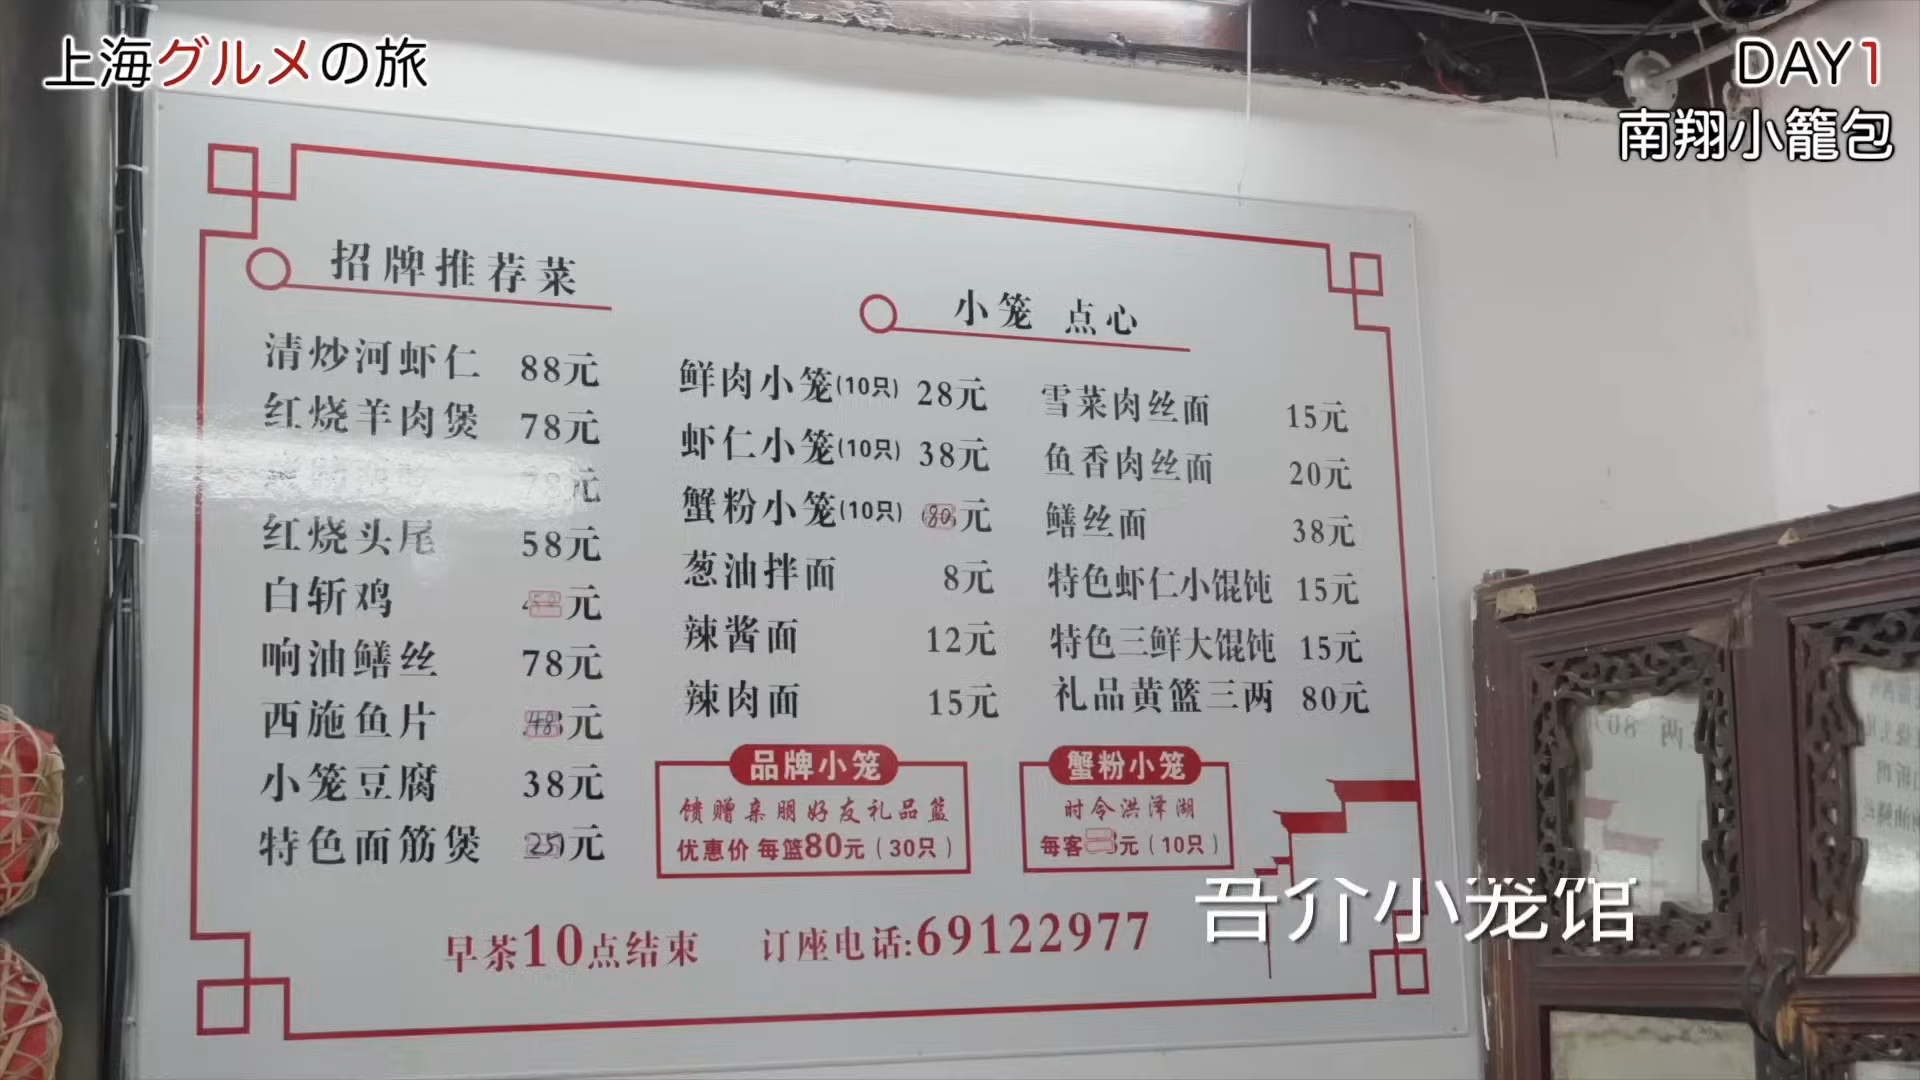 上海グルメの旅
DAY1
南翔小籠包
招牌推荐菜
清炒河虾仁 88元
红烧羊肉煲 78元
78元
红烧头尾 58元
白斩鸡 元
响油鳝丝 78元
西施鱼片 48元
小笼豆腐 38元
特色面筋煲 25元
小笼 点心
鲜肉小笼(10只) 28元
虾仁小笼(10只) 38元
蟹粉小笼(10只) 80元
葱油拌面 8元
辣酱面 12元
辣肉面 15元
雪菜肉丝面 15元
鱼香肉丝面 20元
鳝丝面 38元
特色虾仁小馄饨 15元
特色三鲜大馄饨 15元
礼品黄篮三两 80元
品牌小笼
馈赠亲朋好友礼品篮
优惠价 每篮80元（30只）
蟹粉小笼
时令洪泽湖
每客 元（10只）
早茶10点结束 订座电话:69122977
吾介小笼馆